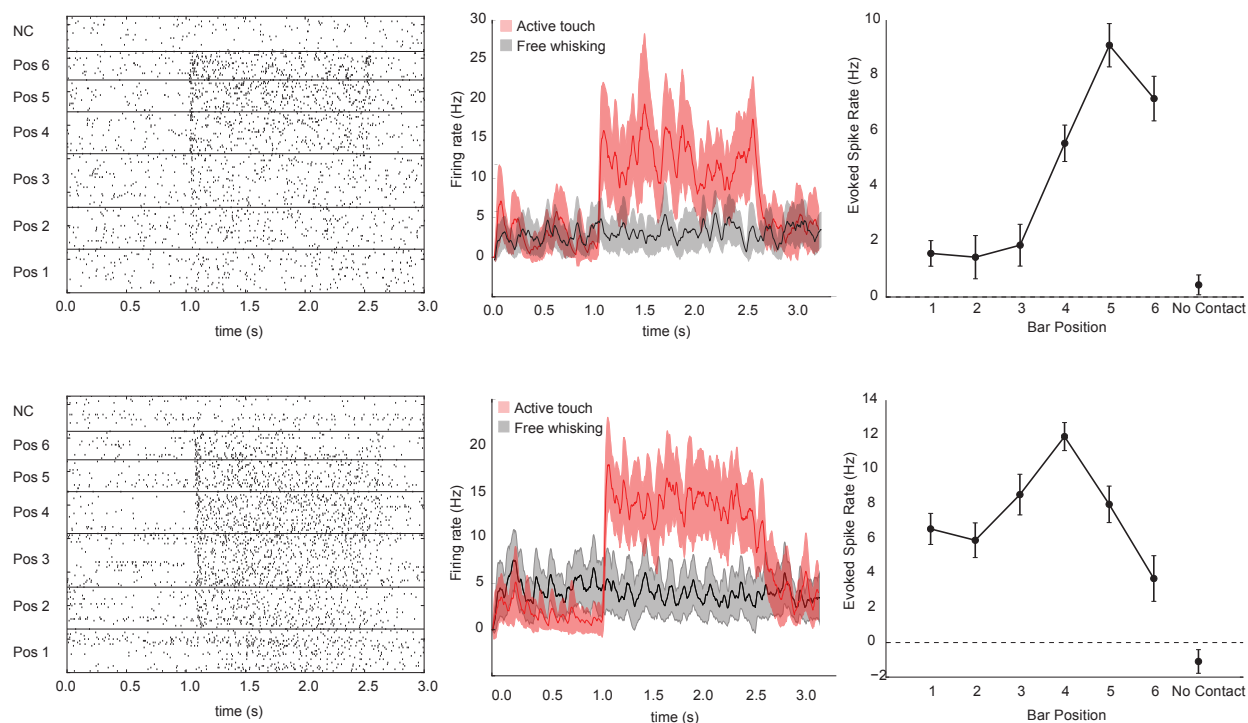 NC
Pos 6
Pos 5
Pos 4
Pos 3
Pos 2
Pos 1
0.0 0.5 1.0 1.5 2.0 2.5 3.0
time (s)
Active touch
Free whisking
Firing rate (Hz)
30
25
20
15
10
5
0
0.0 0.5 1.0 1.5 2.0 2.5 3.0
time (s)
Evoked Spike Rate (Hz)
10
8
6
4
2
0
1 2 3 4 5 6 No Contact
Bar Position
NC
Pos 6
Pos 5
Pos 4
Pos 3
Pos 2
Pos 1
0.0 0.5 1.0 1.5 2.0 2.5 3.0
time (s)
Active touch
Free whisking
Firing rate (Hz)
20
15
10
5
0
0.0 0.5 1.0 1.5 2.0 2.5 3.0
time (s)
Evoked Spike Rate (Hz)
14
12
10
8
6
4
2
0
−2
1 2 3 4 5 6 No Contact
Bar Position